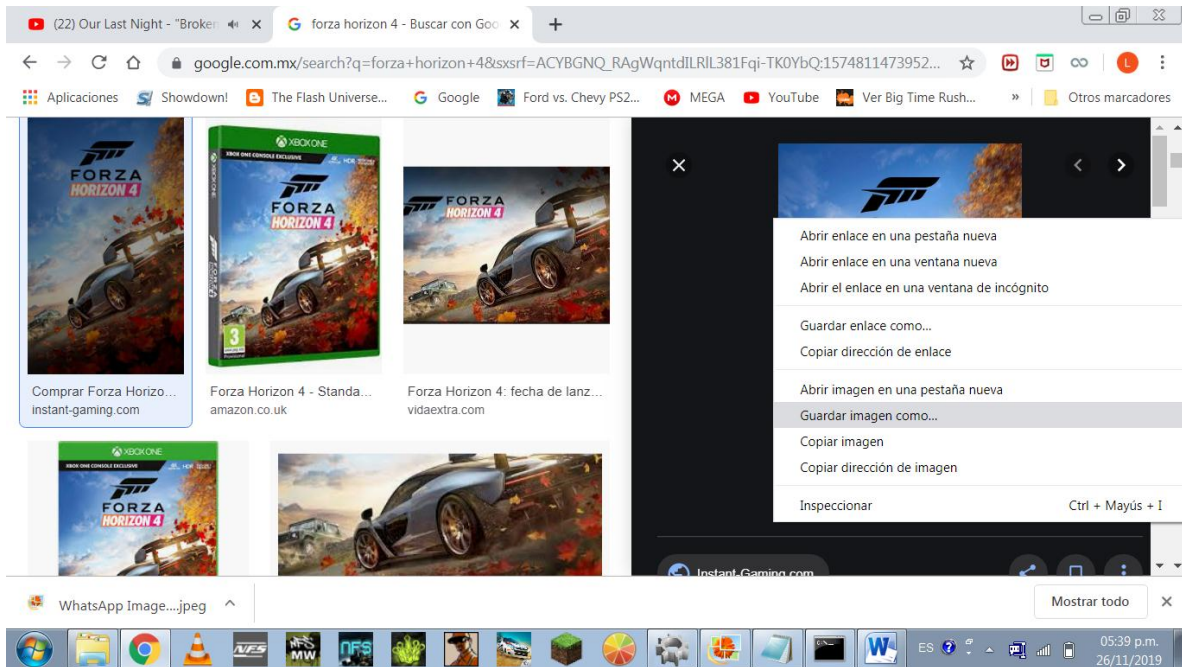 (22) Our Last Night - "Broken
forza horizon 4 - Buscar con Goo
google.com.mx/search?q=forza+horizon+4&sxsrf=ACYBGNQ_RAgWqntdILRlL381Fqi-TK0YbQ:1574811473952...
Aplicaciones Showdown! The Flash Universe... Google Ford vs. Chevy PS2... MEGA YouTube Ver Big Time Rush... » Otros marcadores
FORZA
HORIZON 4
XBOX ONE
XBOX ONE CONSOLE EXCLUSIVE
FORZA
HORIZON 4
3
FORZA
HORIZON 4
Comprar Forza Horizo...
instant-gaming.com
Forza Horizon 4 - Standa...
amazon.co.uk
Forza Horizon 4: fecha de lanz...
vidaextra.com
XBOX ONE
XBOX ONE CONSOLE EXCLUSIVE
FORZA
HORIZON 4
Abrir enlace en una pestaña nueva
Abrir enlace en una ventana nueva
Abrir el enlace en una ventana de incógnito
Guardar enlace como...
Copiar dirección de enlace
Abrir imagen en una pestaña nueva
Guardar imagen como...
Copiar imagen
Copiar dirección de imagen
Inspeccionar Ctrl + Mayús + I
Instant-Gaming.com
WhatsApp Image....jpeg
Mostrar todo
NFS
NFS
MW
NFS
W
ES
05:39 p.m.
26/11/2019